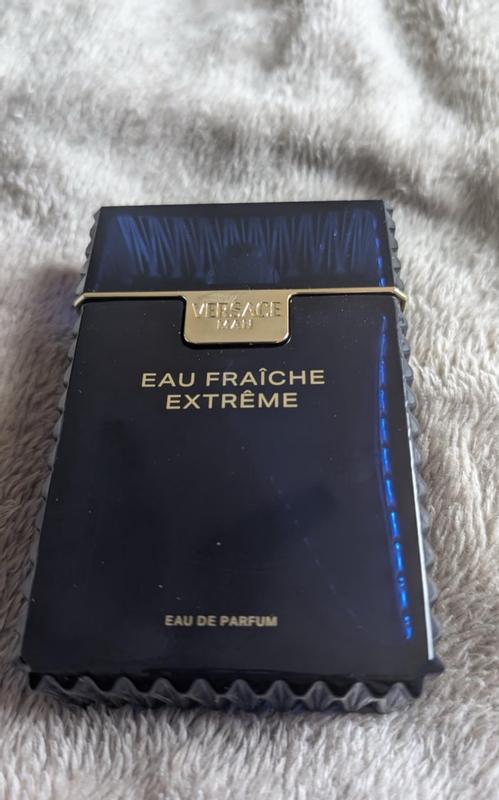 VERSACE
MAN
EAU FRAÎCHE
EXTRÊME
EAU DE PARFUM